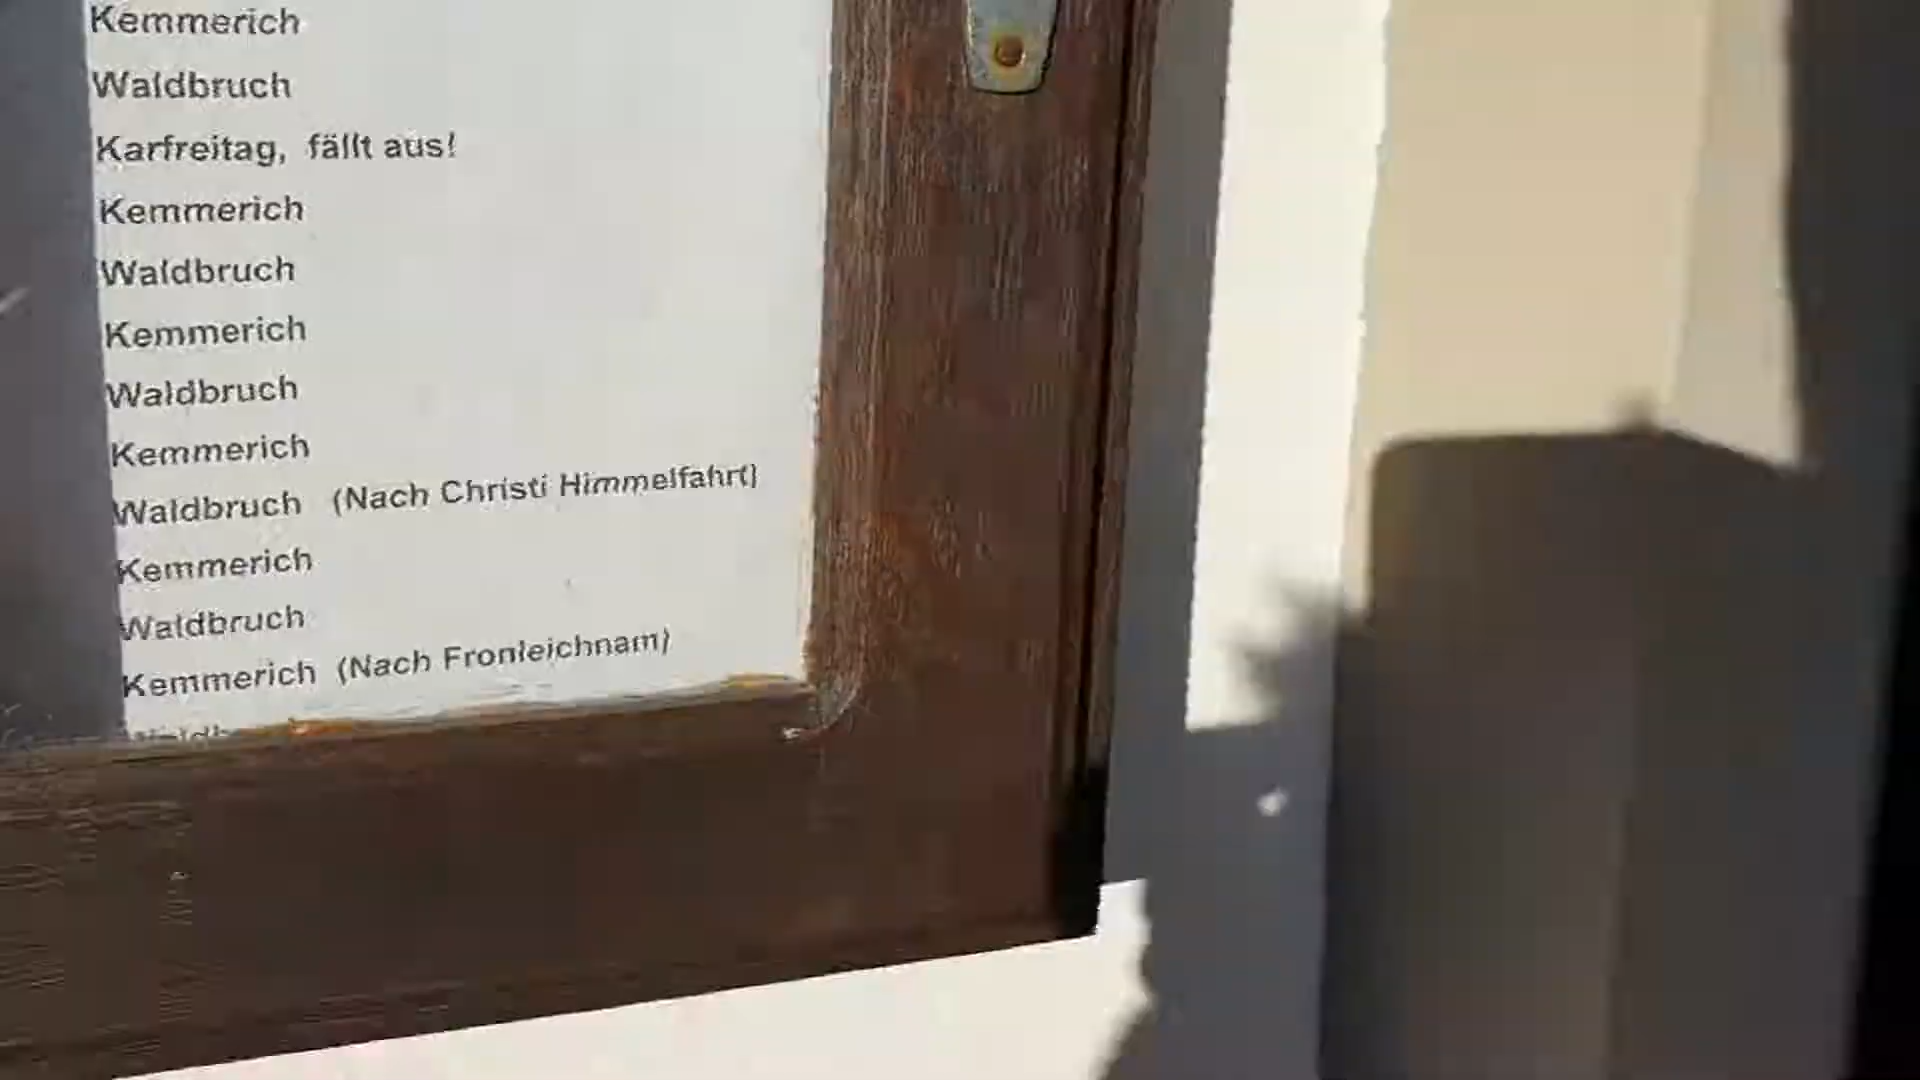 Kemmerich
Waldbruch
Karfreitag, fällt aus!
Kemmerich
Waldbruch
Kemmerich
Waldbruch
Kemmerich
Waldbruch (Nach Christi Himmelfahrt)
Kemmerich
Waldbruch
Kemmerich (Nach Fronleichnam)